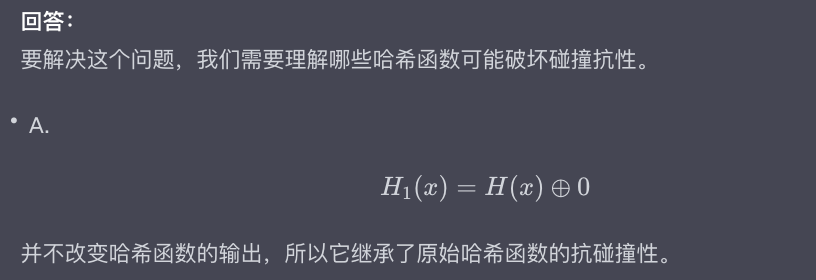 回答：
要解决这个问题，我们需要理解哪些哈希函数可能破坏碰撞抗性。
• A.
H₁(x) = H(x) ⊕ 0
并不改变哈希函数的输出，所以它继承了原始哈希函数的抗碰撞性。